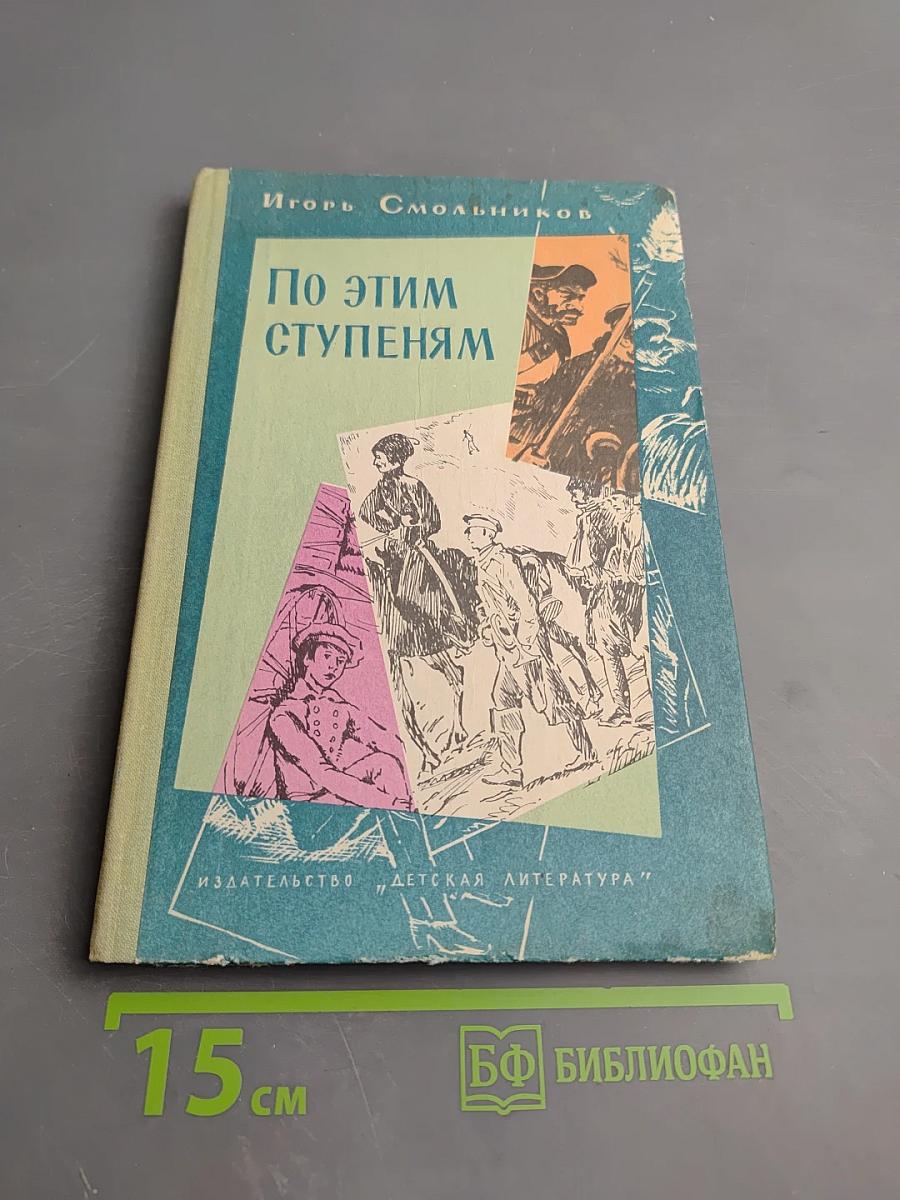 Игорь Смольников
По этим
ступеням
ИЗДАТЕЛЬСТВО „ДЕТСКАЯ ЛИТЕРАТУРА"
15 см
БФ БИБЛИОФАН